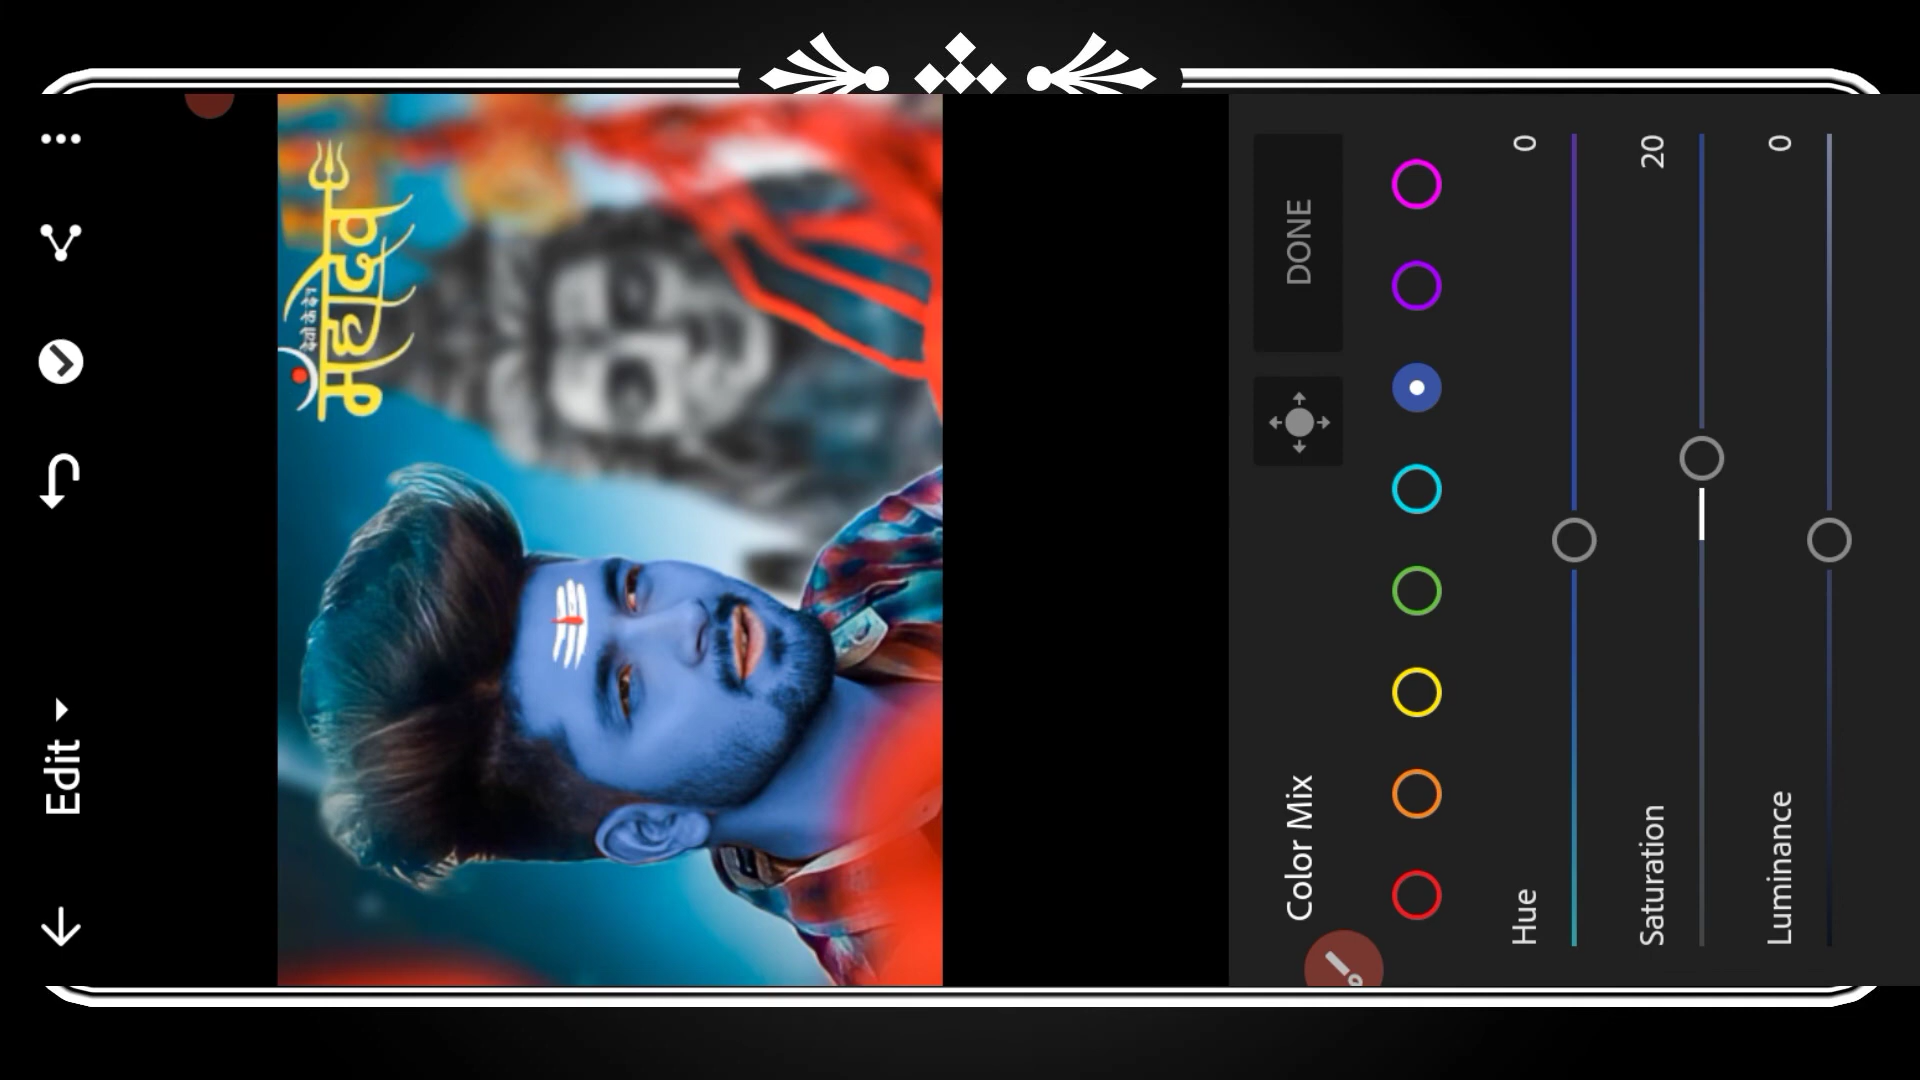 Edit
महादेव
देवों के देव
Color Mix
DONE
Hue 0
Saturation 20
Luminance 0